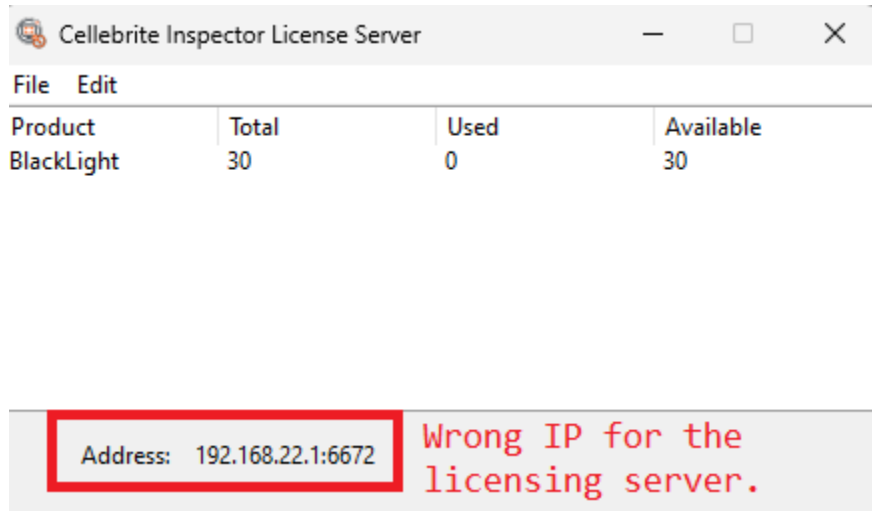 Cellebrite Inspector License Server
File Edit
Product Total Used Available
BlackLight 30 0 30
Address: 192.168.22.1:6672
Wrong IP for the
licensing server.